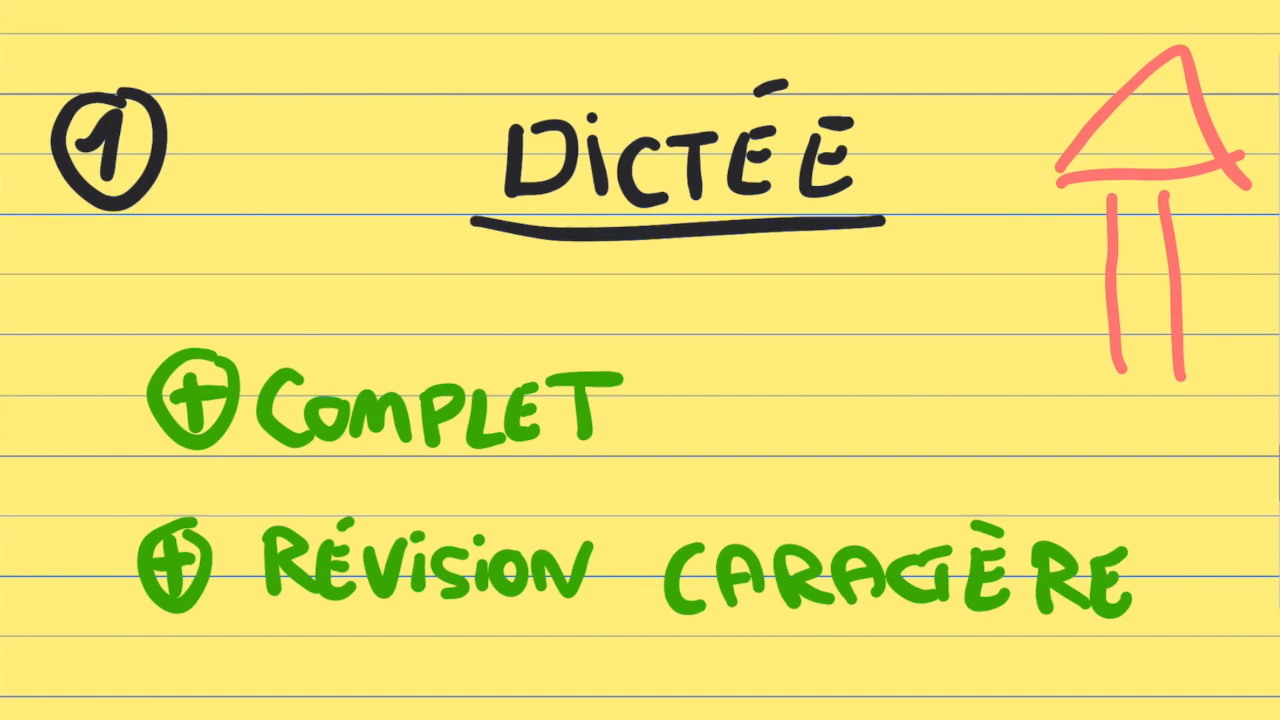 ① DICTÉE
⊕ COMPLET
⊕ RÉVISION CARACTÈRE